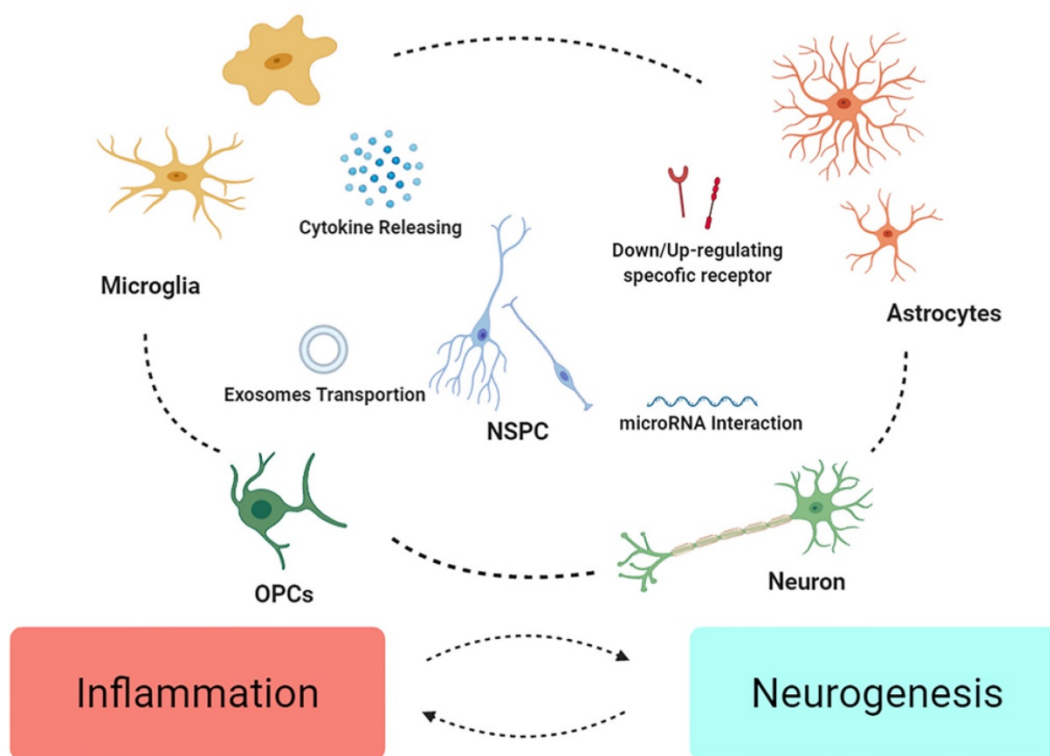 Cytokine Releasing
Down/Up-regulating
specofic receptor
Microglia
Astrocytes
Exosomes Transportion
microRNA Interaction
NSPC
OPCs
Neuron
Inflammation
Neurogenesis